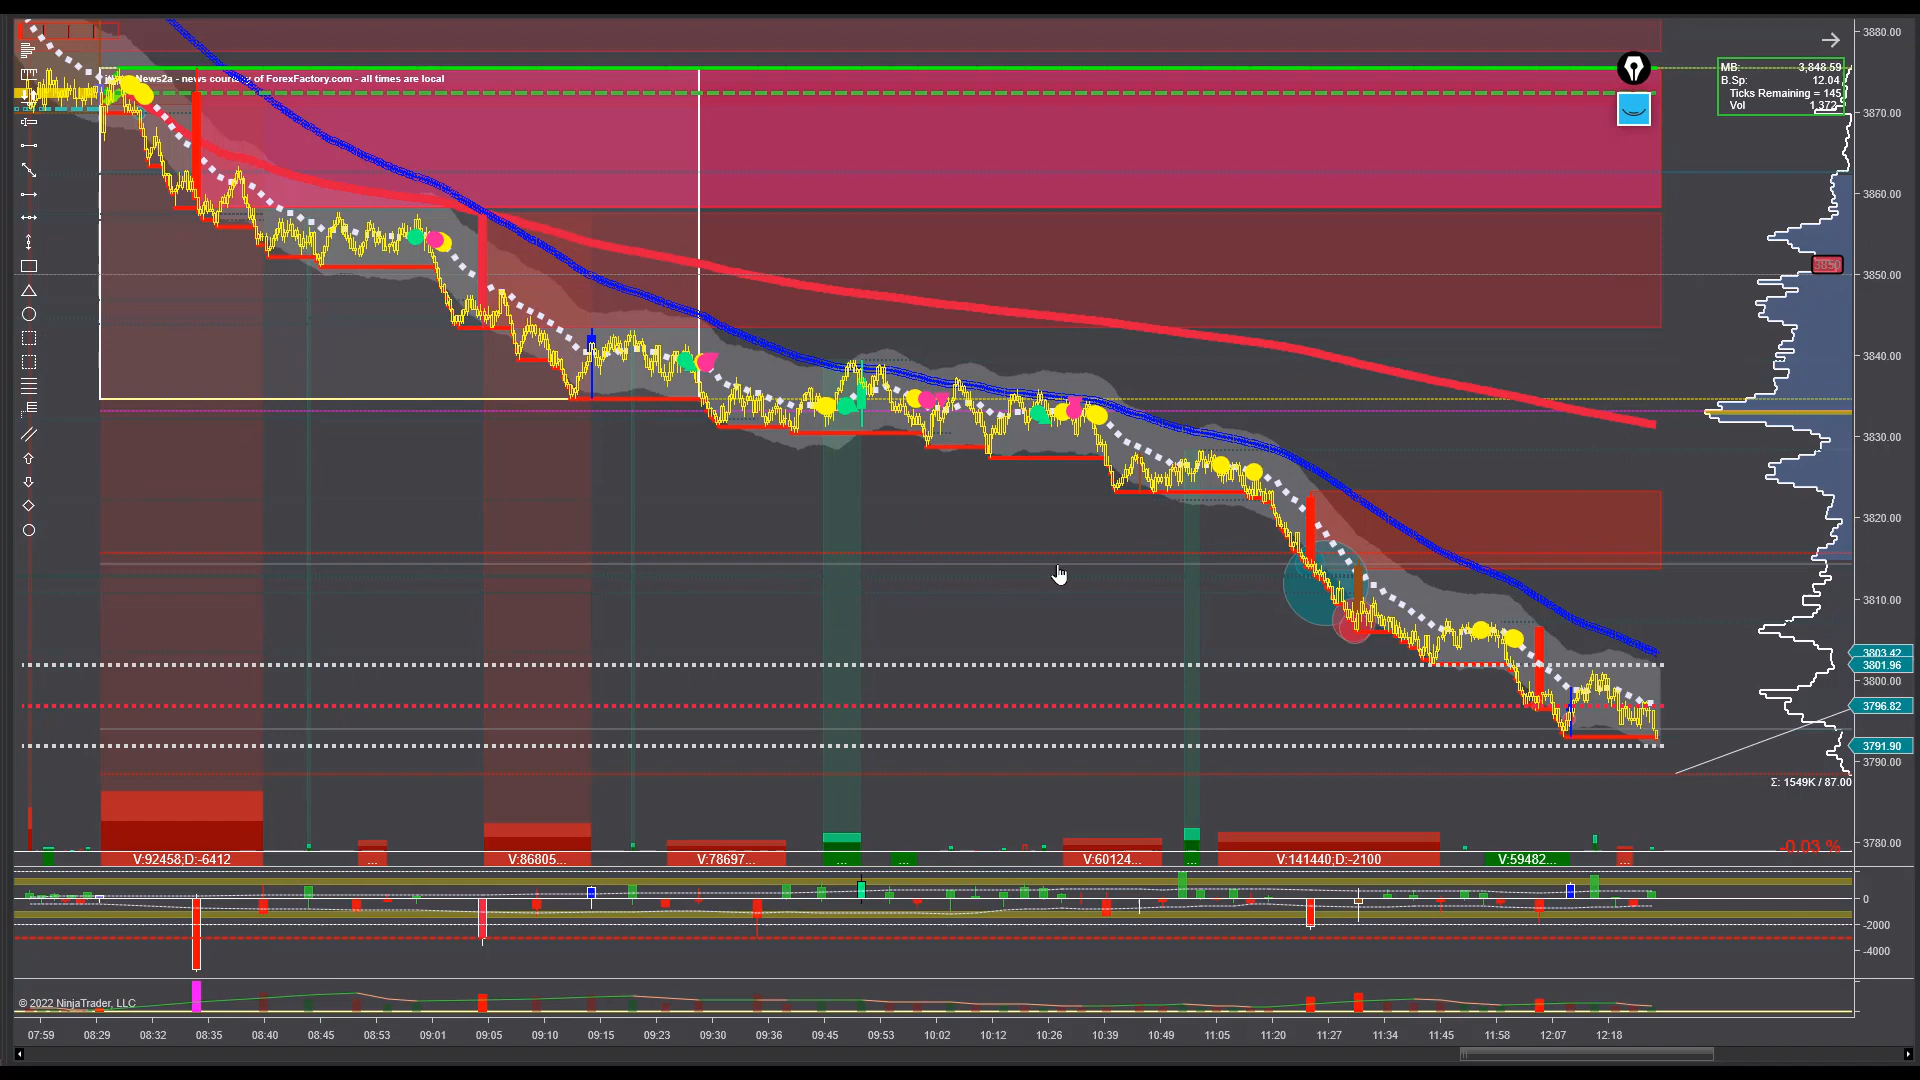 News2a - news courtesy of ForexFactory.com - all times are local
MB: 3,848.59
B.Sp: 12.04
Ticks Remaining = 145
Vol 1,372
3880.00
3870.00
3860.00
3850
3850.00
3840.00
3830.00
3820.00
3810.00
3803.42
3801.96
3800.00
3796.82
3791.90
3790.00
Σ: 1549K / 87.00
3780.00
-0.03 %
V:92458;D:-6412
...
V:86805...
V:78697...
...
...
V:60124...
...
V:141440;D:-2100
V:59482...
...
0
-2000
-4000
© 2022 NinjaTrader, LLC
07:59 08:29 08:32 08:35 08:40 08:45 08:53 09:01 09:05 09:10 09:15 09:23 09:30 09:36 09:45 09:53 10:02 10:12 10:26 10:39 10:49 11:05 11:20 11:27 11:34 11:45 11:58 12:07 12:18